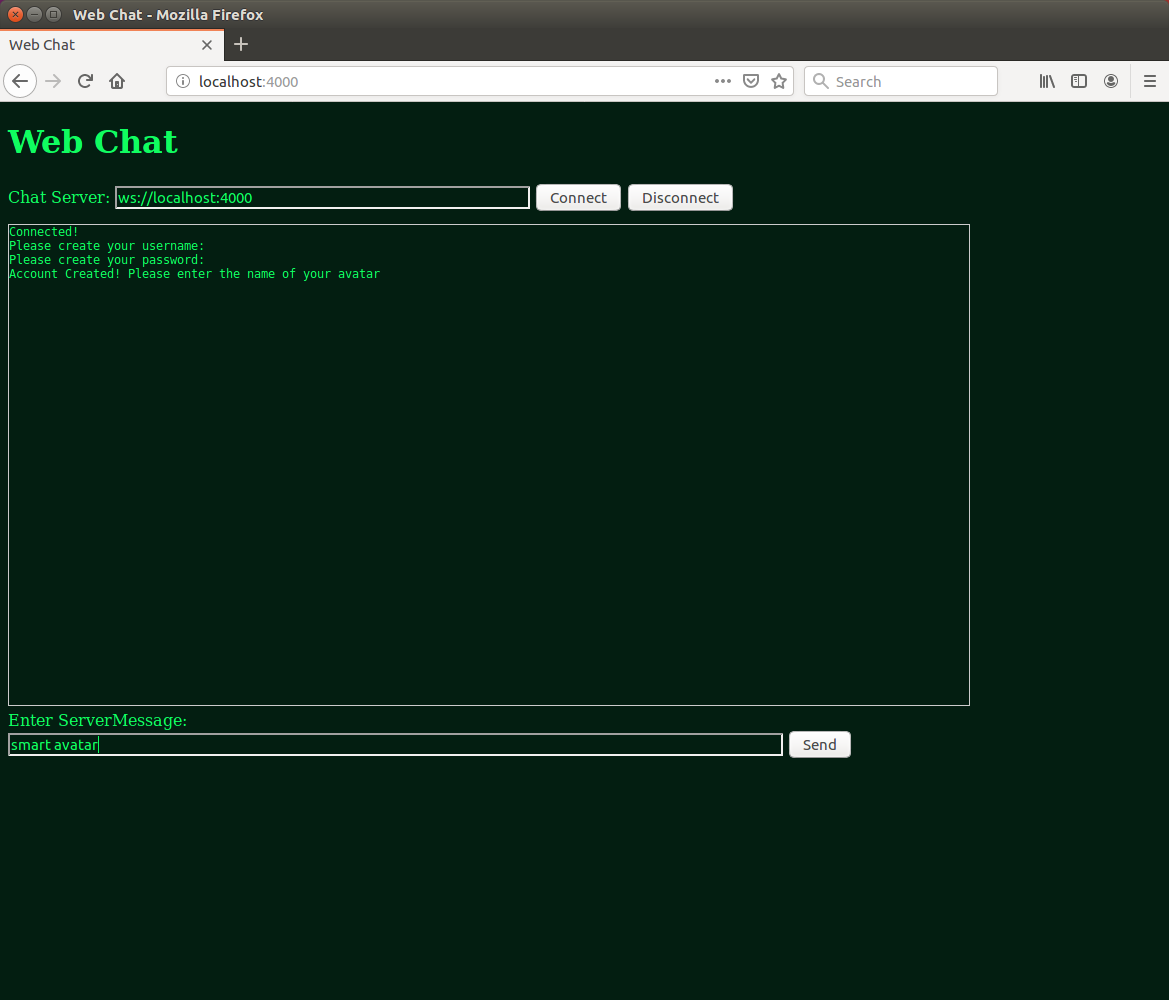 Web Chat - Mozilla Firefox
Web Chat
localhost:4000 Search
Web Chat
Chat Server: ws://localhost:4000 Connect Disconnect
Connected!
Please create your username:
Please create your password:
Account Created! Please enter the name of your avatar
Enter ServerMessage:
smart avatar Send